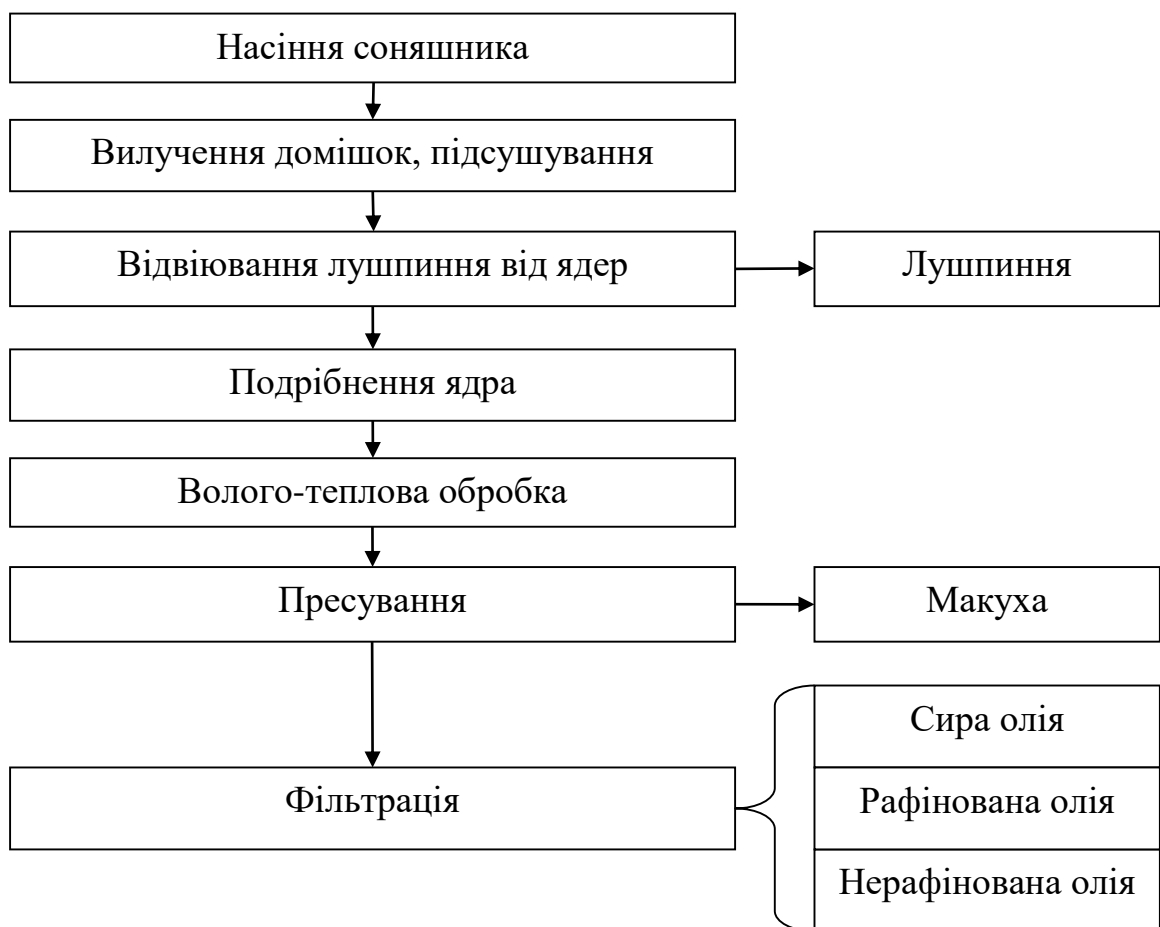 Насіння соняшника
Вилучення домішок, підсушування
Відвіювання лушпиння від ядер
Лушпиння
Подрібнення ядра
Волого-теплова обробка
Пресування
Макуха
Сира олія
Фільтрація
Рафінована олія
Нерафінована олія